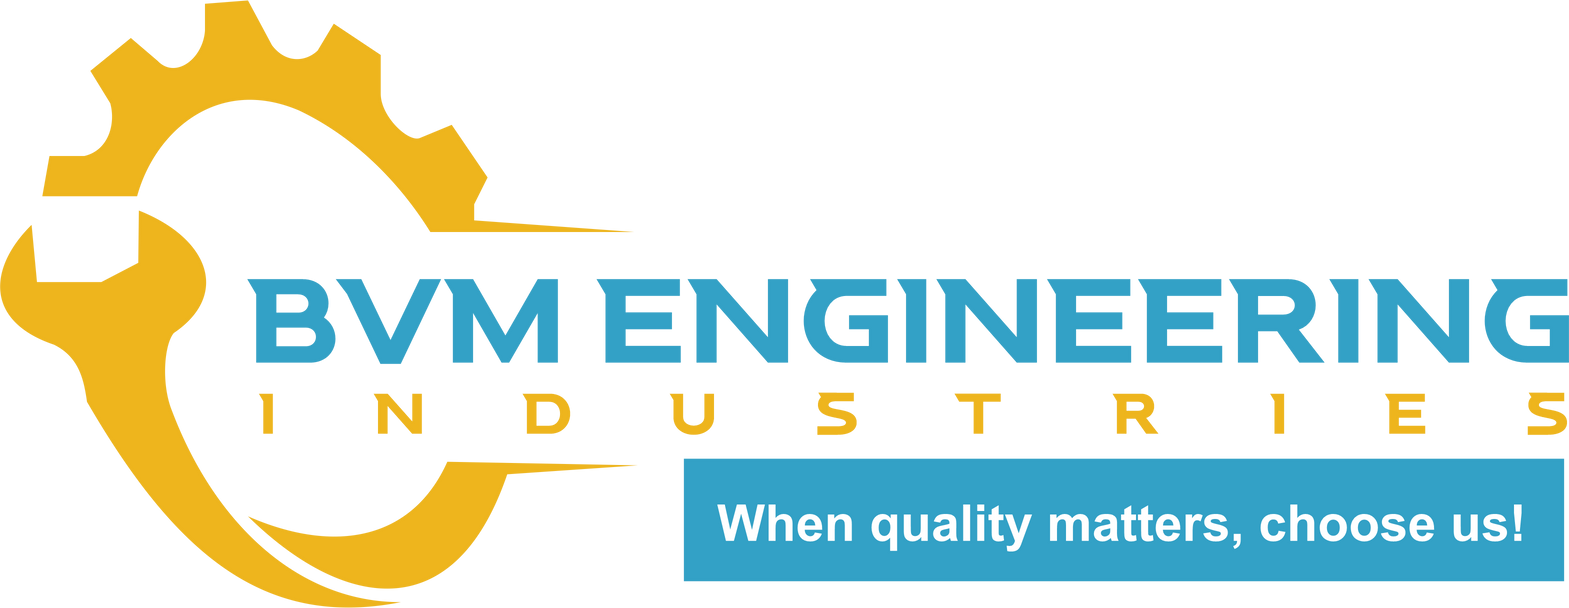 BVM ENGINEERING
INDUSTRIES
When quality matters, choose us!